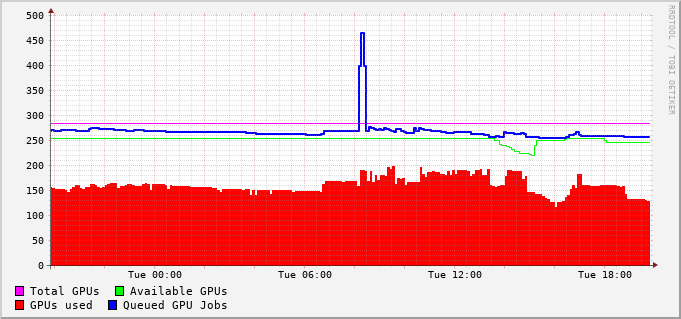 500
450
400
350
300
250
200
150
100
50
0
Tue 00:00 Tue 06:00 Tue 12:00 Tue 18:00
Total GPUs Available GPUs
GPUs used Queued GPU Jobs
RRDTOOL / TOBI OETIKER